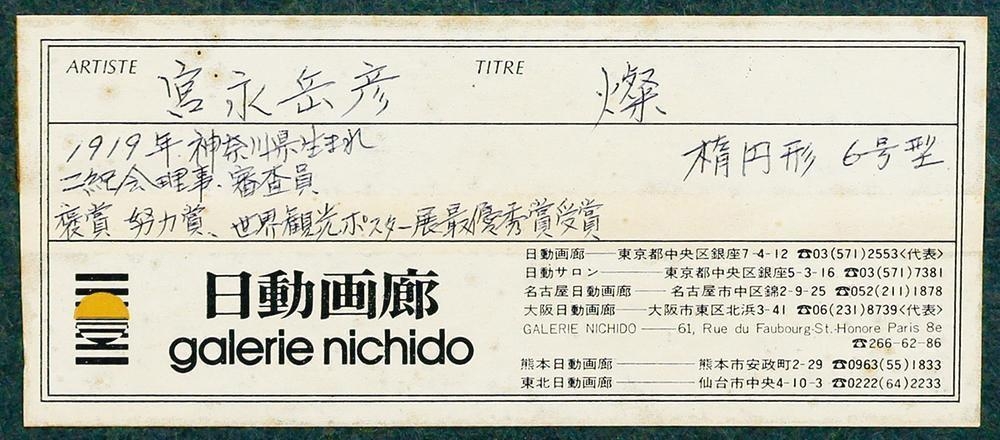 ARTISTE 宮永岳彦 TITRE 燦
1919年 神奈川県生まれ
二紀会理事、審査員
楕円形 6号型
褒賞 努力賞、世界観光ポスター展最優秀賞受賞
日動画廊
galerie nichido
日動画廊――東京都中央区銀座7-4-12 ☎03(571)2553<代表>
日動サロン――東京都中央区銀座5-3-16 ☎03(571)7381
名古屋日動画廊――名古屋市中区錦2-9-25 ☎052(211)1878
大阪日動画廊――大阪市東区北浜3-41 ☎06(231)8739<代表>
GALERIE NICHIDO――61, Rue du Faubourg-St.-Honore Paris 8e
☎266-62-86
熊本日動画廊――熊本市安政町2-29 ☎0963(55)1833
東北日動画廊――仙台市中央4-10-3 ☎0222(64)2233